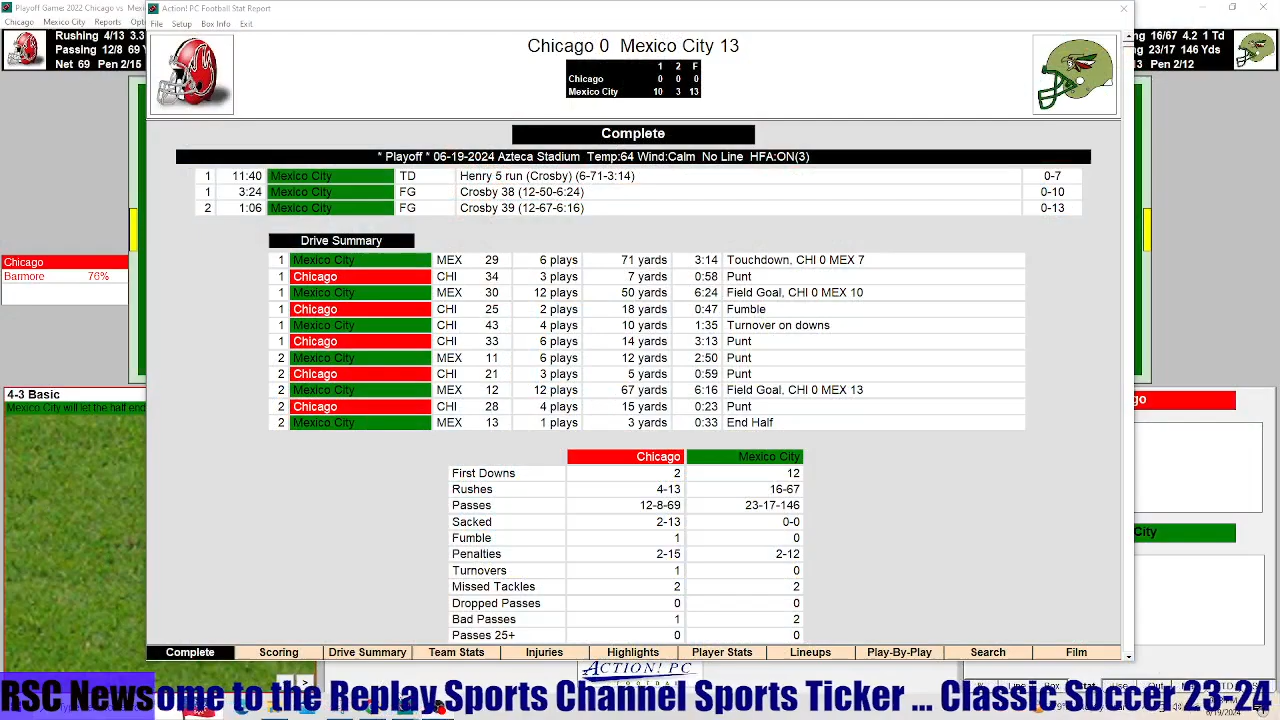 Playoff Game: 2022 Chicago vs Me
Action! PC Football Stat Report
Chicago Mexico City Reports
File Setup Box Info Exit
Rushing 4/13 3.3
Passing 12/8 69 Y
Net 69 Pen 2/15
ng 16/67 4.2 1 Td
ng 23/17 146 Yds
Pen 2/12
Chicago 0 Mexico City 13
1 2 F
Chicago 0 0 0
Mexico City 10 3 13
Complete
* Playoff * 06-19-2024 Azteca Stadium Temp:64 Wind:Calm No Line HFA:ON(3)
1 11:40 Mexico City TD Henry 5 run (Crosby) (6-71-3:14) 0-7
1 3:24 Mexico City FG Crosby 38 (12-50-6:24) 0-10
2 1:06 Mexico City FG Crosby 39 (12-67-6:16) 0-13
Drive Summary
1 Mexico City MEX 29 6 plays 71 yards 3:14 Touchdown, CHI 0 MEX 7
1 Chicago CHI 34 3 plays 7 yards 0:58 Punt
1 Mexico City MEX 30 12 plays 50 yards 6:24 Field Goal, CHI 0 MEX 10
1 Chicago CHI 25 2 plays 18 yards 0:47 Fumble
1 Mexico City CHI 43 4 plays 10 yards 1:35 Turnover on downs
1 Chicago CHI 33 6 plays 14 yards 3:13 Punt
2 Mexico City MEX 11 6 plays 12 yards 2:50 Punt
2 Chicago CHI 21 3 plays 5 yards 0:59 Punt
2 Mexico City MEX 12 12 plays 67 yards 6:16 Field Goal, CHI 0 MEX 13
2 Chicago CHI 28 4 plays 15 yards 0:23 Punt
2 Mexico City MEX 13 1 plays 3 yards 0:33 End Half
Chicago
Barmore 76%
4-3 Basic
Mexico City will let the half end
go
City
Chicago Mexico City
First Downs 2 12
Rushes 4-13 16-67
Passes 12-8-69 23-17-146
Sacked 2-13 0-0
Fumble 1 0
Penalties 2-15 2-12
Turnovers 1 0
Missed Tackles 2 2
Dropped Passes 0 0
Bad Passes 1 2
Passes 25+ 0 0
Complete Scoring Drive Summary Team Stats Injuries Highlights Player Stats Lineups Play-By-Play Search Film
ACTION! PC
FOOTBALL
RSC News
ome to the Replay Sports Channel Sports Ticker ... Classic Soccer 23-24